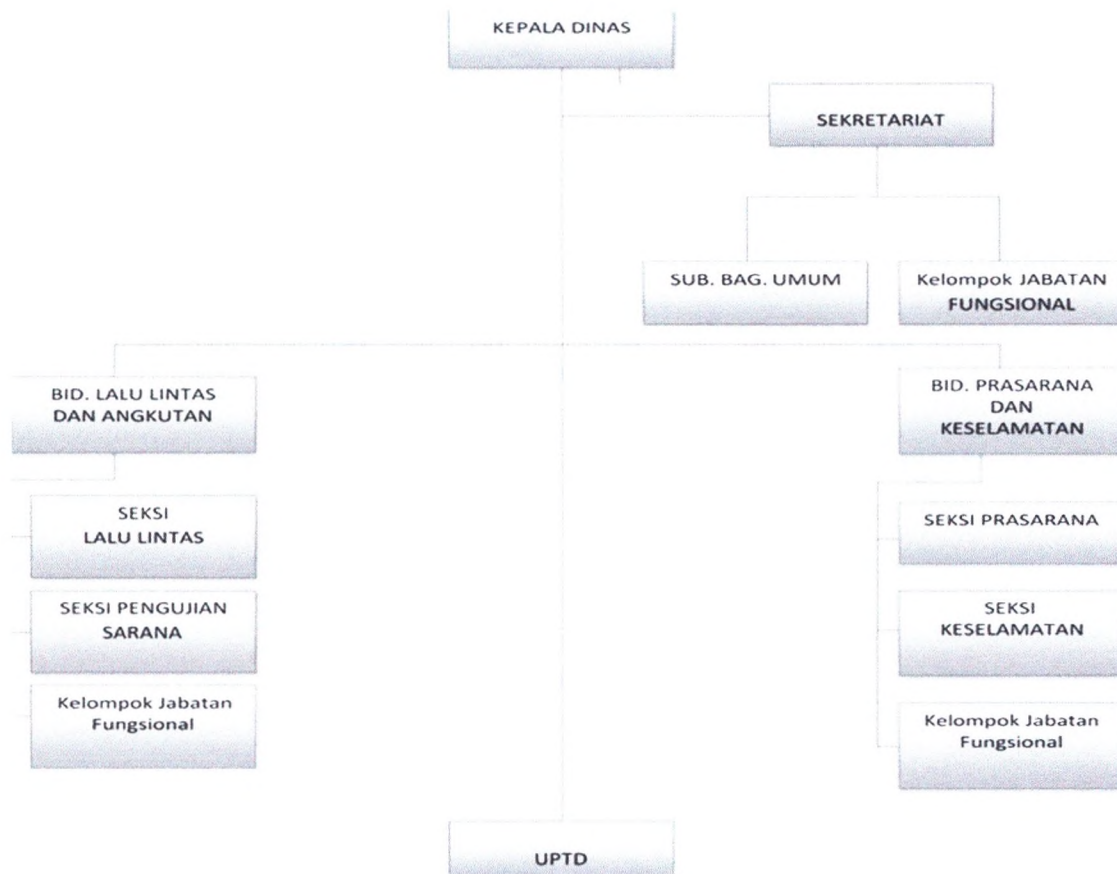 KEPALA DINAS
SEKRETARIAT
SUB. BAG. UMUM
Kelompok JABATAN
FUNGSIONAL
BID. LALU LINTAS
DAN ANGKUTAN
BID. PRASARANA
DAN
KESELAMATAN
SEKSI
LALU LINTAS
SEKSI PENGUJIAN
SARANA
Kelompok Jabatan
Fungsional
SEKSI PRASARANA
SEKSI
KESELAMATAN
Kelompok Jabatan
Fungsional
UPTD